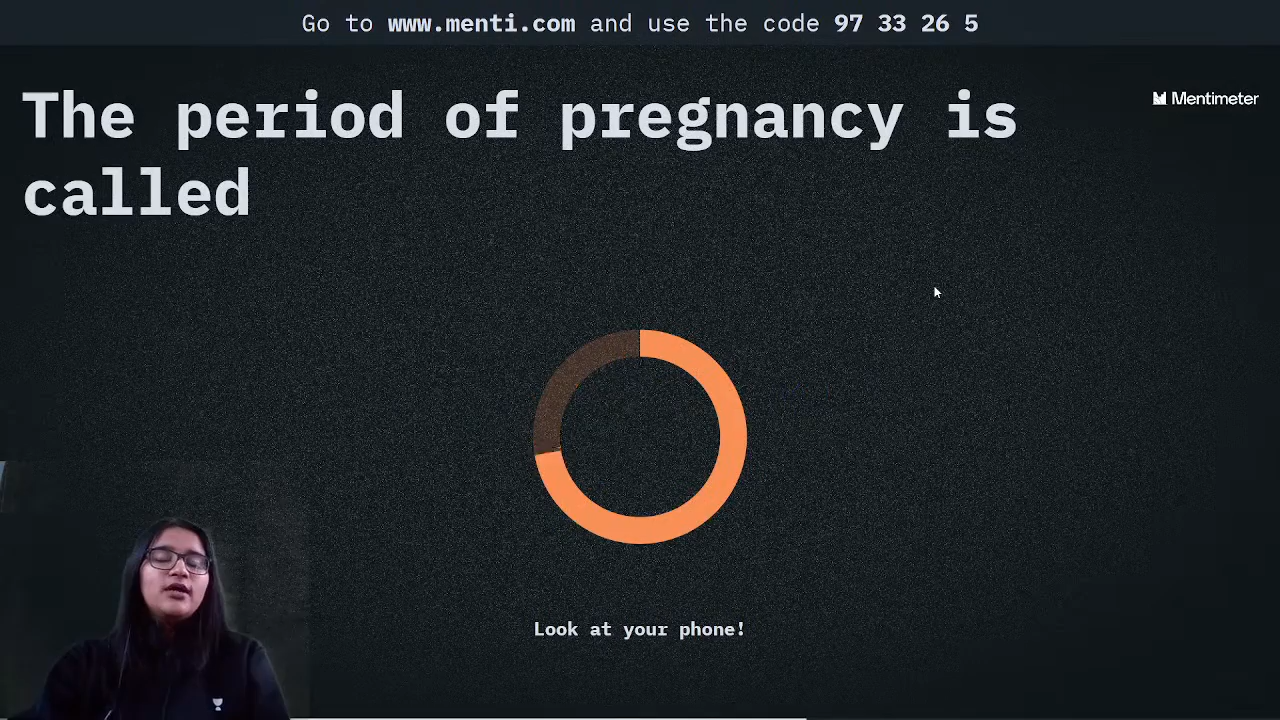 Go to www.menti.com and use the code 97 33 26 5
The period of pregnancy is
called
Mentimeter
Look at your phone!